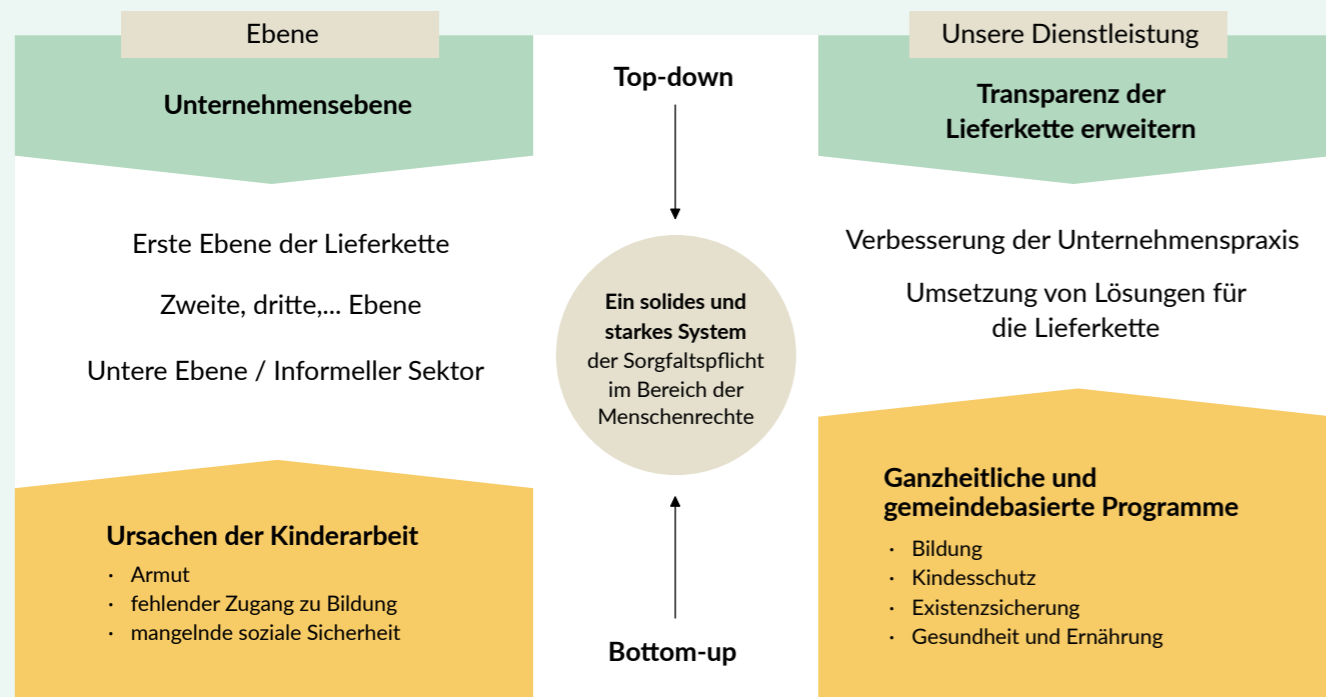 Ebene
Unternehmensebene
Erste Ebene der Lieferkette
Zweite, dritte,... Ebene
Untere Ebene / Informeller Sektor
Ursachen der Kinderarbeit
· Armut
· fehlender Zugang zu Bildung
· mangelnde soziale Sicherheit
Top-down
Ein solides und
starkes System
der Sorgfaltspflicht
im Bereich der
Menschenrechte
Bottom-up
Unsere Dienstleistung
Transparenz der
Lieferkette erweitern
Verbesserung der Unternehmenspraxis
Umsetzung von Lösungen für
die Lieferkette
Ganzheitliche und
gemeindebasierte Programme
· Bildung
· Kindesschutz
· Existenzsicherung
· Gesundheit und Ernährung